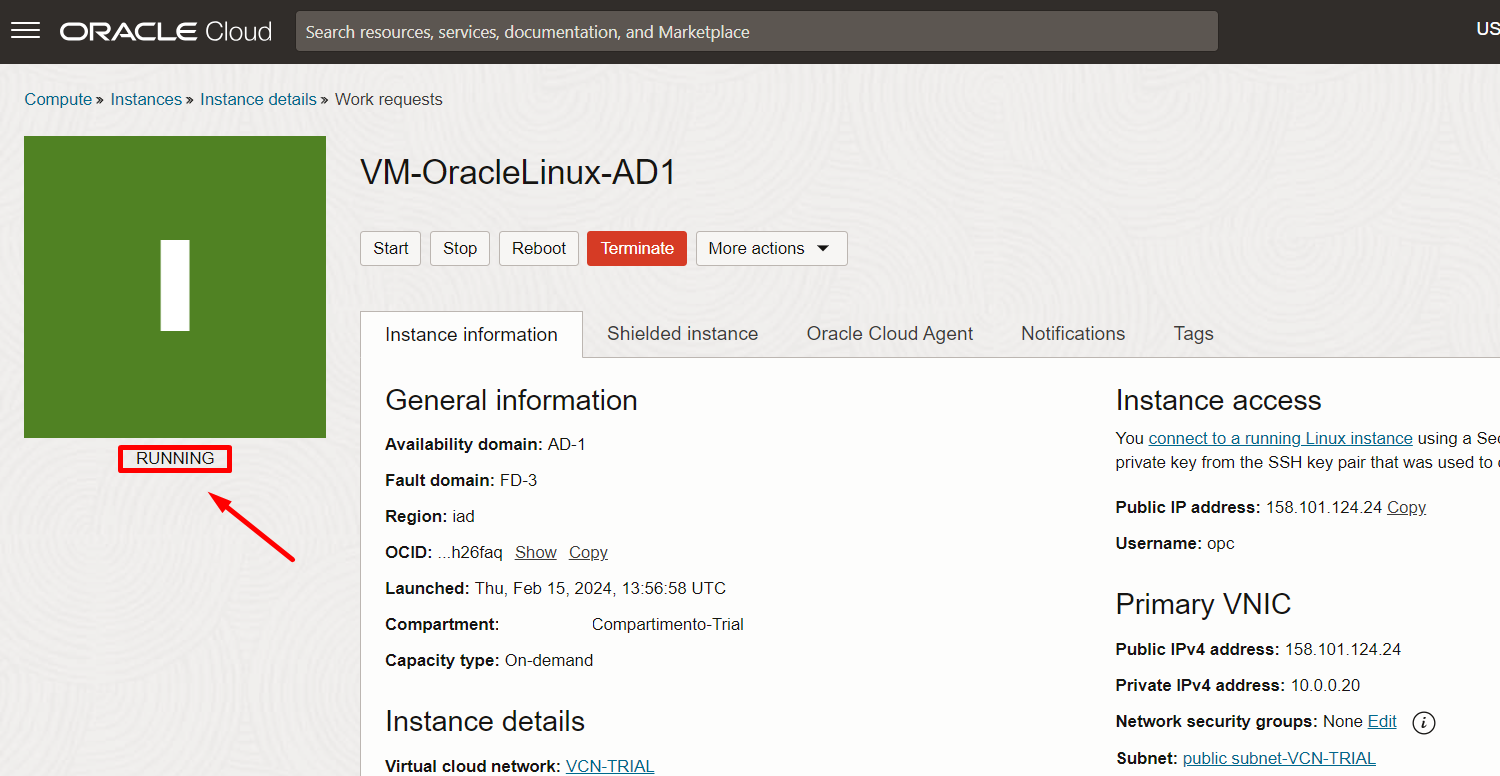 ORACLE Cloud
Search resources, services, documentation, and Marketplace
US
Compute » Instances » Instance details » Work requests
I
RUNNING
VM-OracleLinux-AD1
Start Stop Reboot Terminate More actions
Instance information Shielded instance Oracle Cloud Agent Notifications Tags
General information
Availability domain: AD-1
Fault domain: FD-3
Region: iad
OCID: ...h26faq Show Copy
Launched: Thu, Feb 15, 2024, 13:56:58 UTC
Compartment: Compartimento-Trial
Capacity type: On-demand
Instance details
Virtual cloud network: VCN-TRIAL
Instance access
You connect to a running Linux instance using a
private key from the SSH key pair that was used to
Public IP address: 158.101.124.24 Copy
Username: opc
Primary VNIC
Public IPv4 address: 158.101.124.24
Private IPv4 address: 10.0.0.20
Network security groups: None Edit i
Subnet: public subnet-VCN-TRIAL